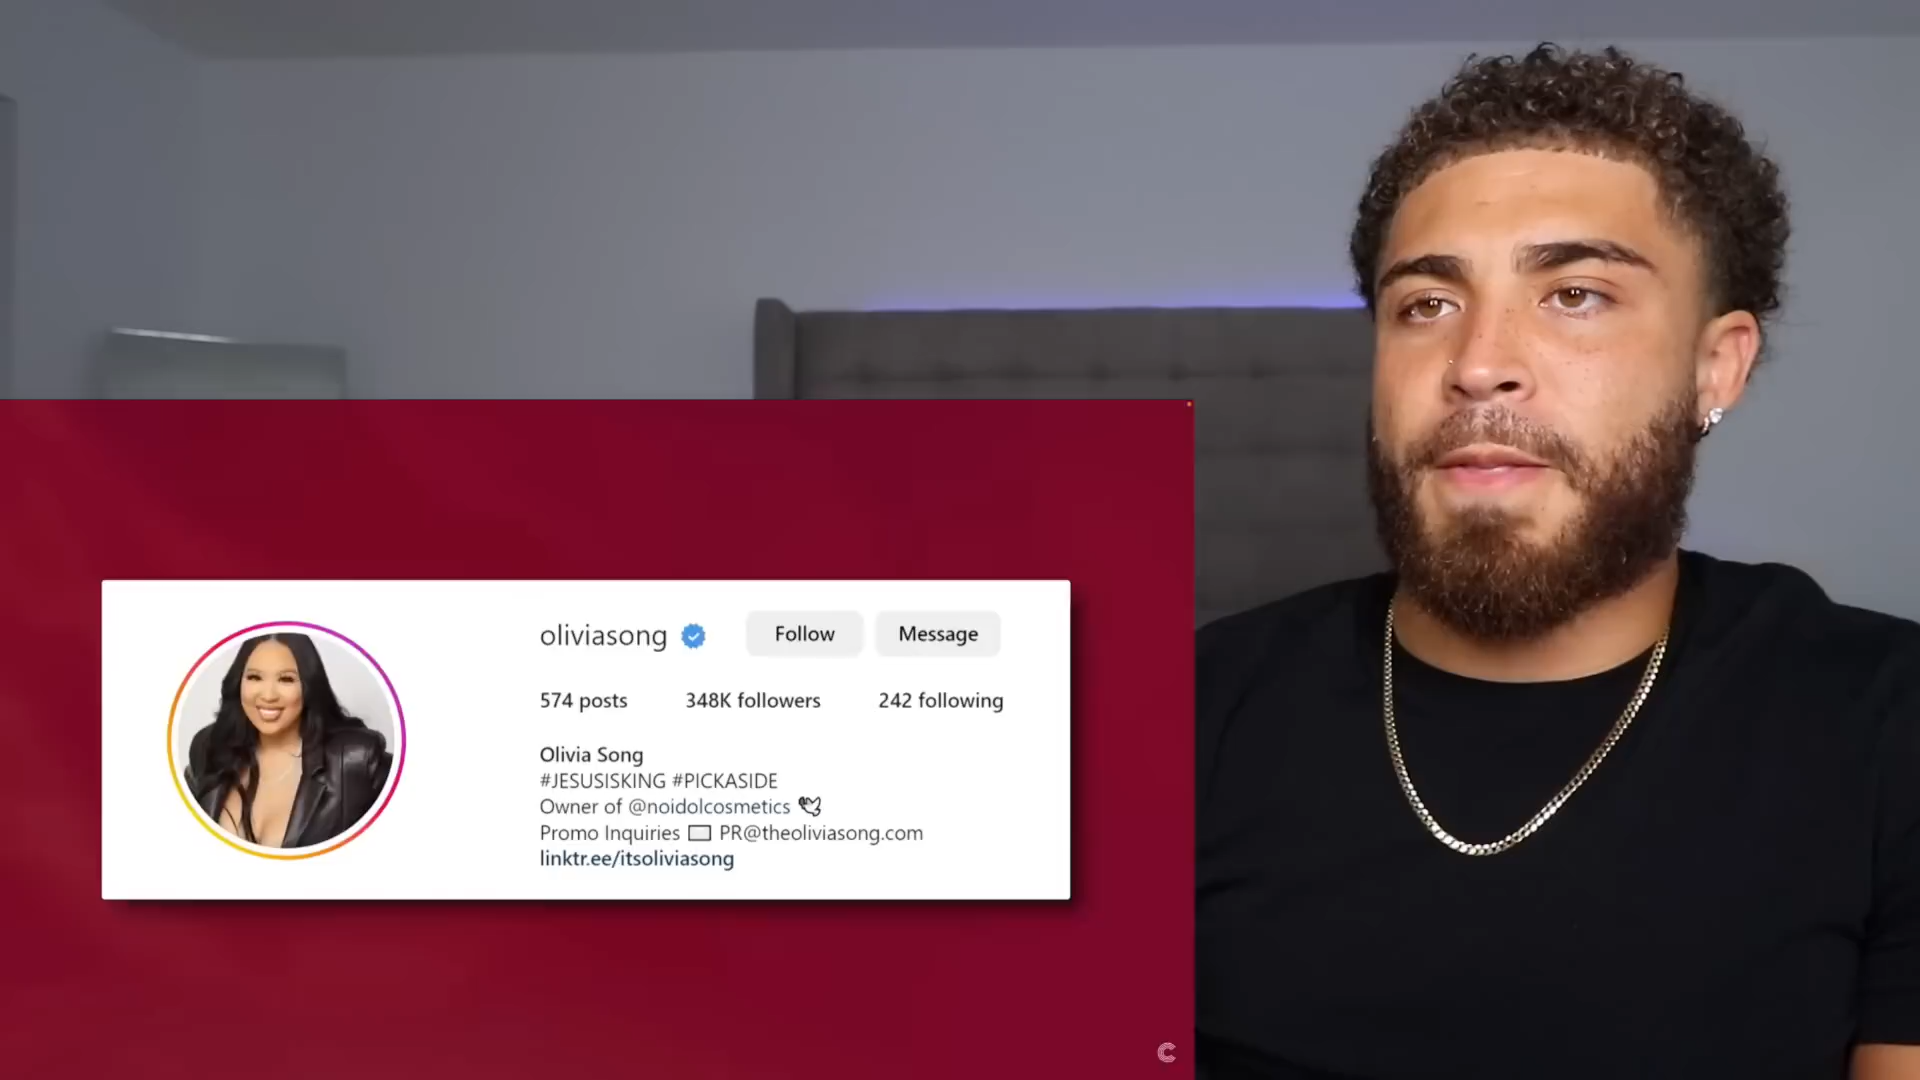 oliviasong
Follow
Message
574 posts
348K followers
242 following
Olivia Song
#JESUSISKING #PICKASIDE
Owner of @noidolcosmetics
Promo Inquiries PR@theoliviasong.com
linktr.ee/itsoliviasong
C